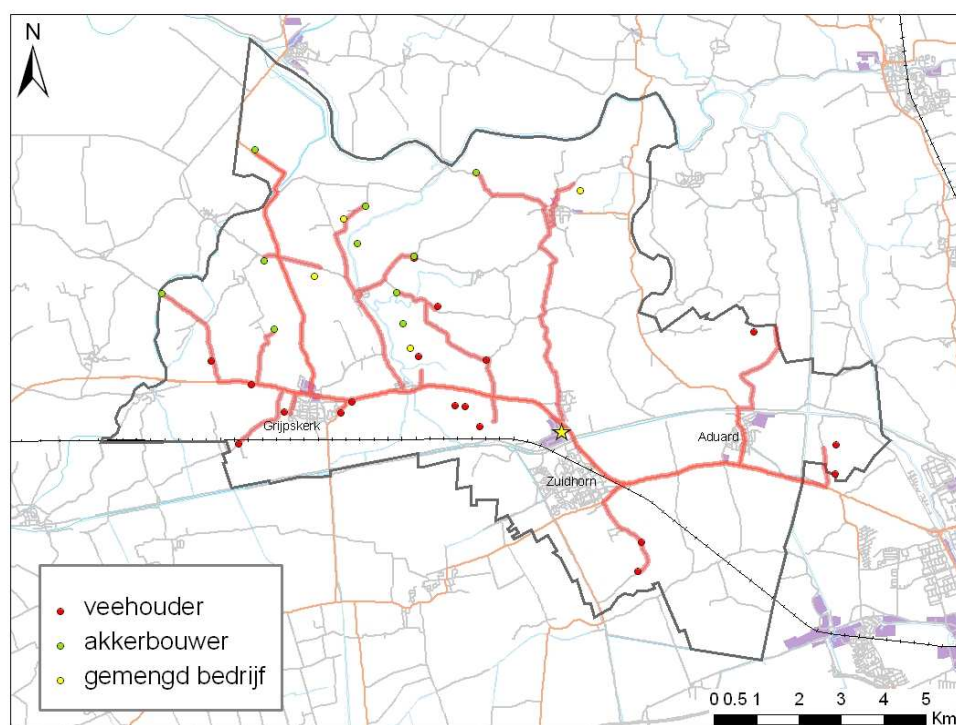 N
Grijpskerk
Aduard
Zuidhorn
veehouder
akkerbouwer
gemengd bedrijf
0 0.5 1 2 3 4 5
Km